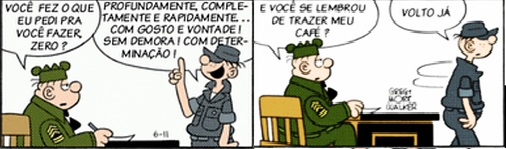 VOCÊ FEZ O QUE
EU PEDI PRA
VOCÊ FAZER,
ZERO ?
PROFUNDAMENTE, COMPLE-
TAMENTE E RAPIDAMENTE...
COM GOSTO E VONTADE !
SEM DEMORA ! COM DETER-
MINAÇÃO !
6-11
E VOCÊ SE LEMBROU
DE TRAZER MEU
CAFÉ ?
VOLTO JÁ
GREG +
MORT
WALKER